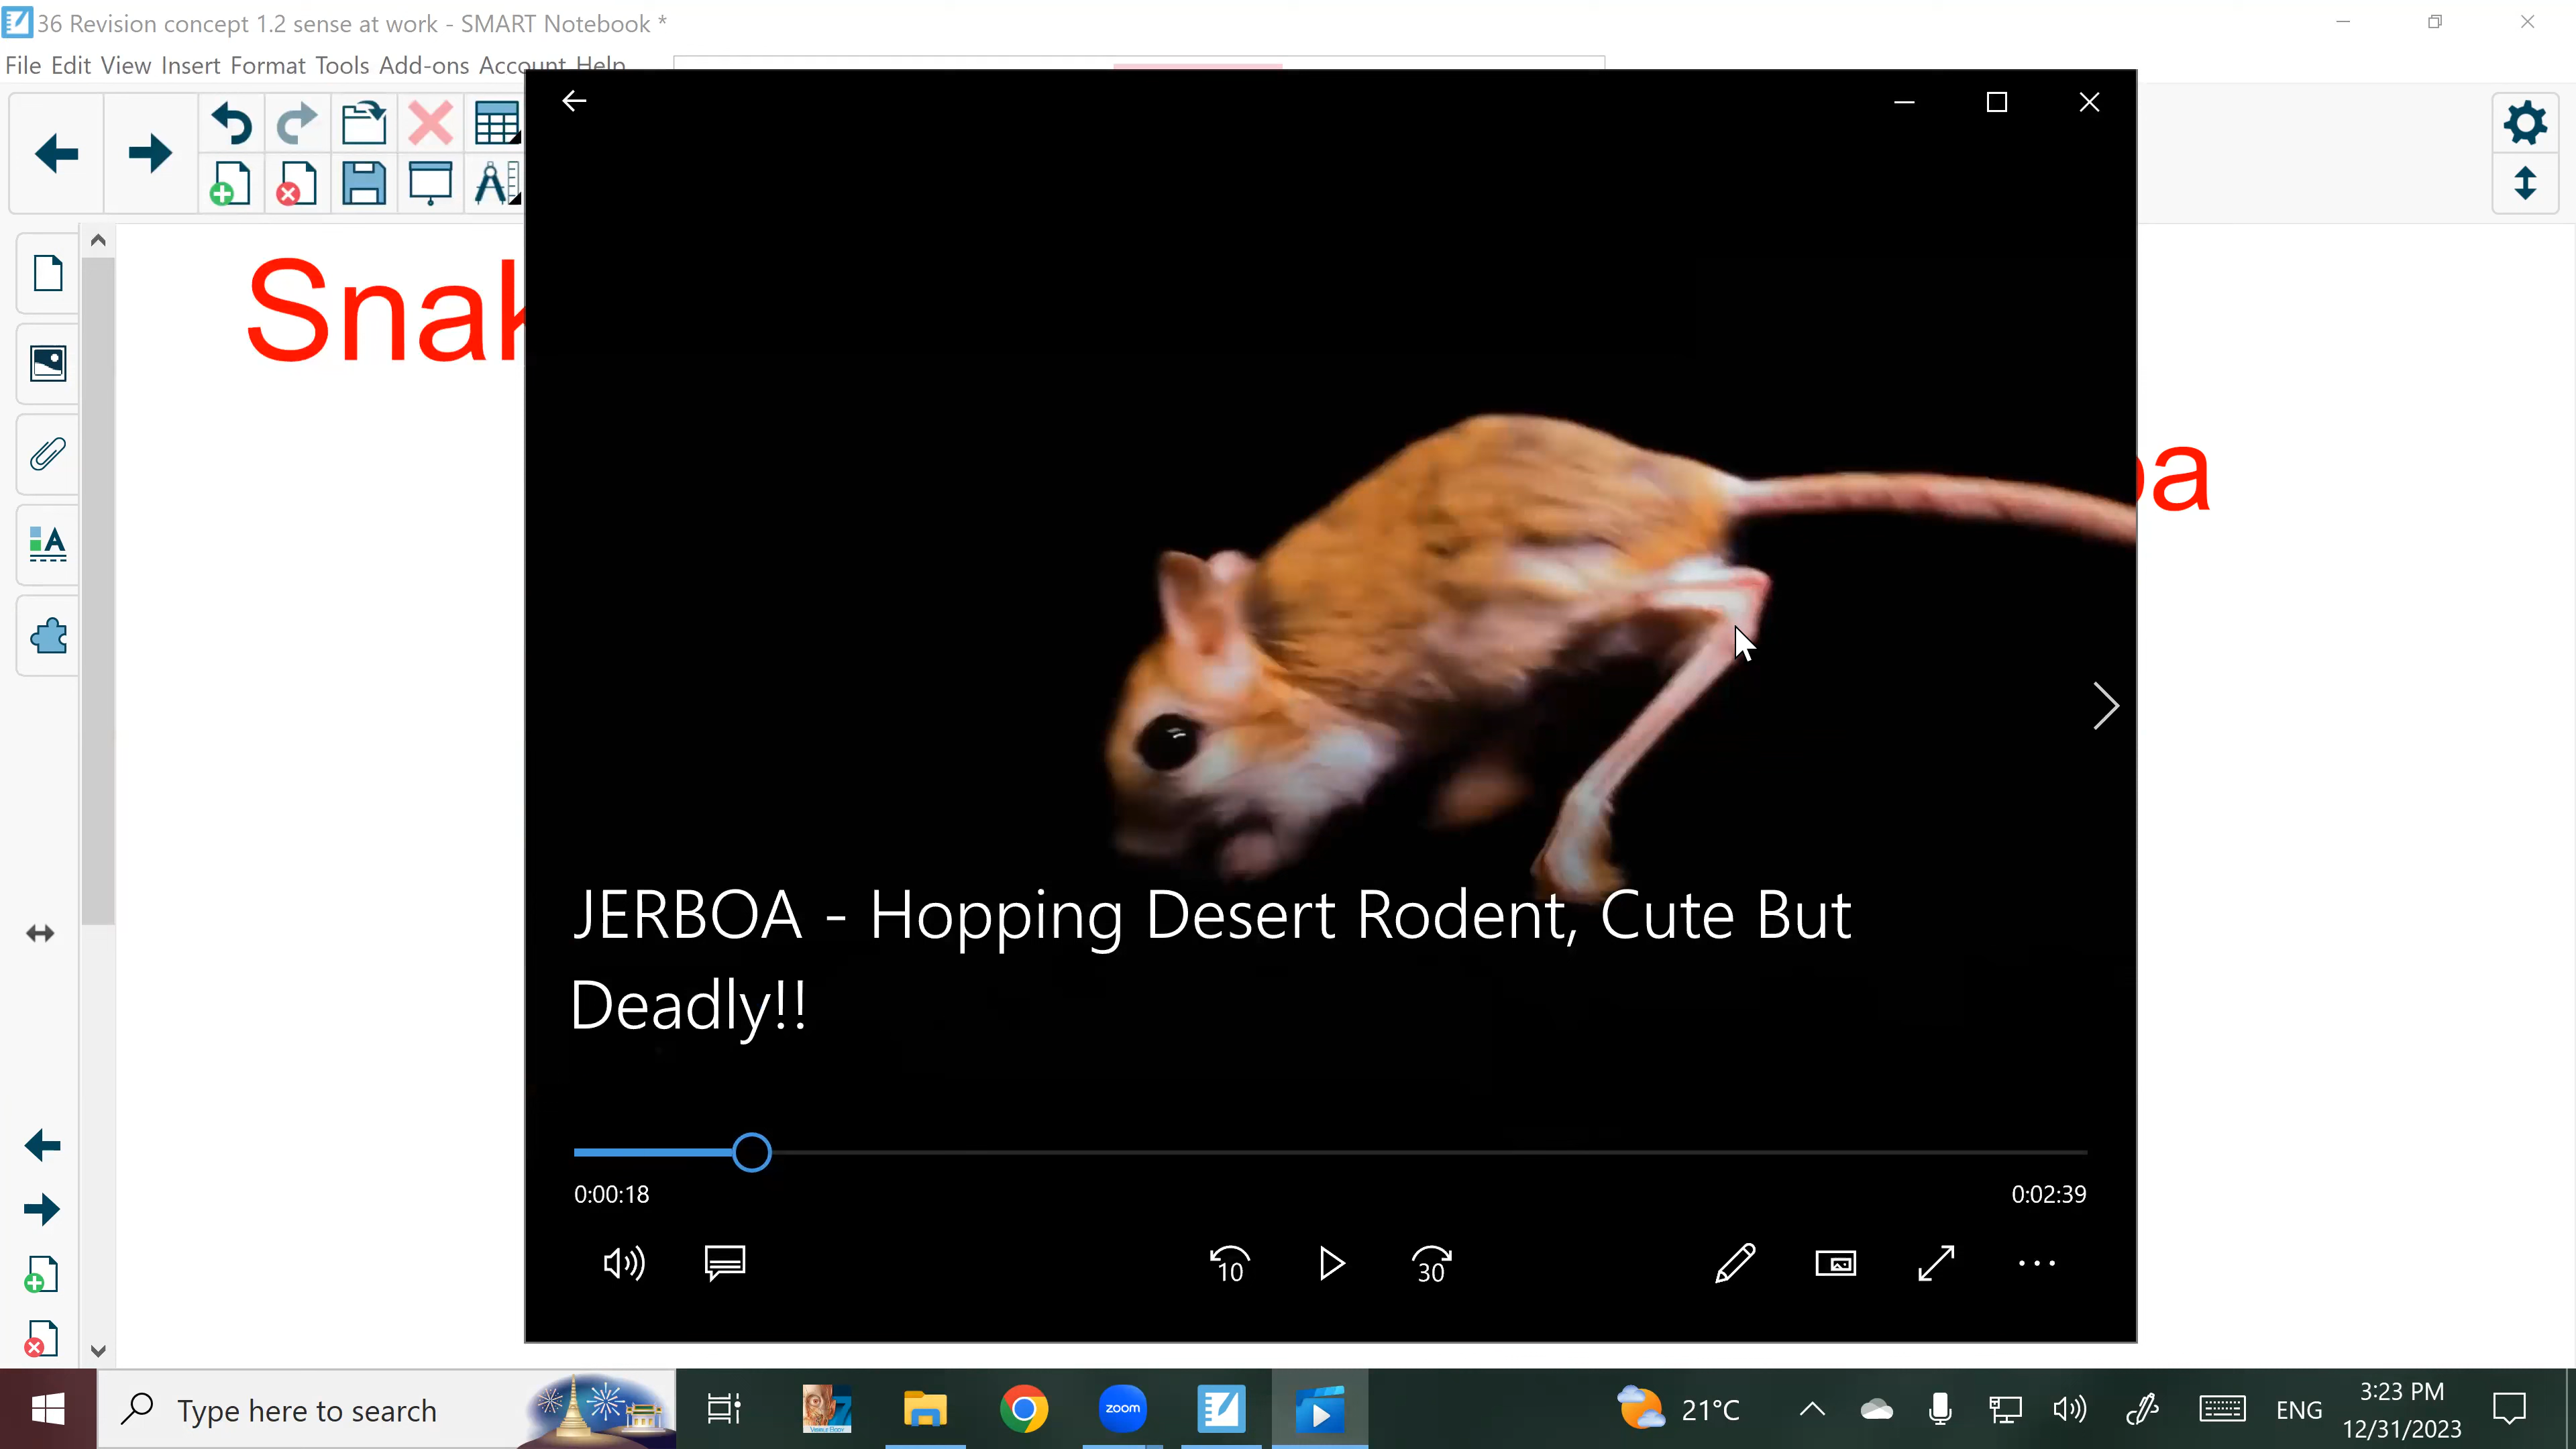 36 Revision concept 1.2 sense at work - SMART Notebook *
File Edit View Insert Format Tools Add-ons Account Help
Snak
oa
JERBOA - Hopping Desert Rodent, Cute But
Deadly!!
0:00:18
0:02:39
10
30
Type here to search
zoom
21°C
ENG
3:23 PM
12/31/2023